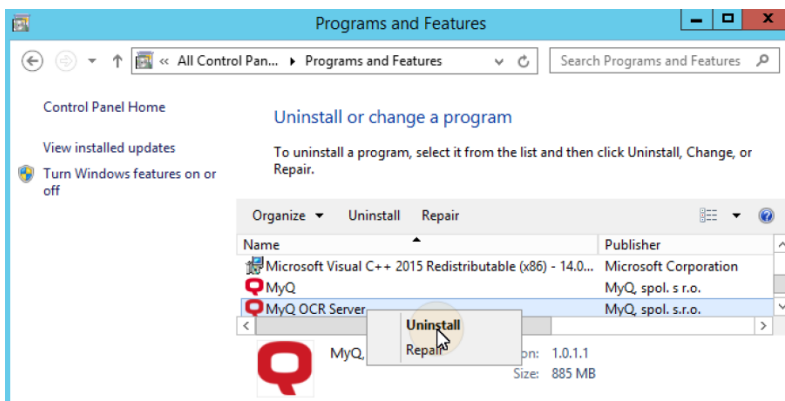 Programs and Features
« All Control Pan... Programs and Features
Search Programs and Features
Control Panel Home
View installed updates
Turn Windows features on or
off
Uninstall or change a program
To uninstall a program, select it from the list and then click Uninstall, Change, or
Repair.
Organize Uninstall Repair
Name Publisher
Microsoft Visual C++ 2015 Redistributable (x86) - 14.0... Microsoft Corporation
MyQ MyQ, spol. s r.o.
MyQ OCR Server MyQ, spol. s.r.o.
Uninstall
Repair
MyQ, on: 1.0.1.1
Size: 885 MB